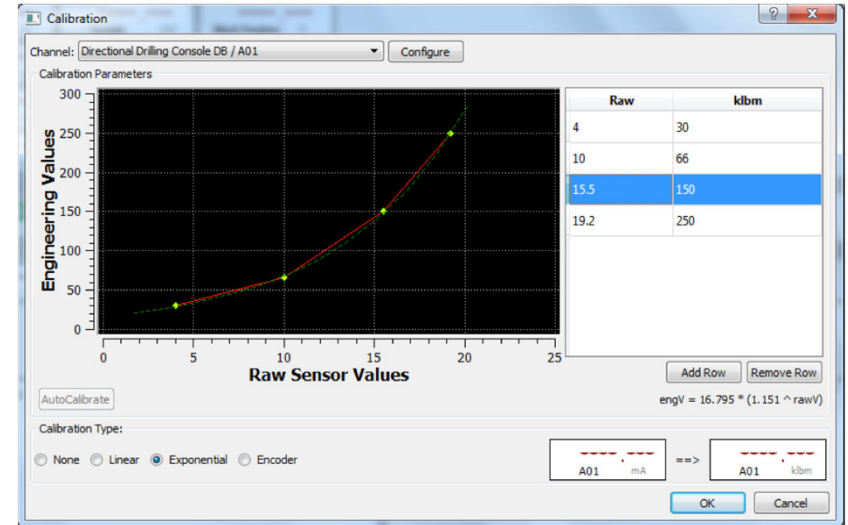 Calibration
Channel: Directional Drilling Console DB / A01 Configure
Calibration Parameters
300
250
200
150
100
50
0
Engineering Values
0 5 10 15 20 25
Raw Sensor Values
Raw klbm
4 30
10 66
15.5 150
19.2 250
Add Row Remove Row
AutoCalibrate
engV = 16.795 * (1.151 ^ rawV)
Calibration Type:
None Linear Exponential Encoder
----.--- ==> ----.---
A01 mA A01 klbm
OK Cancel